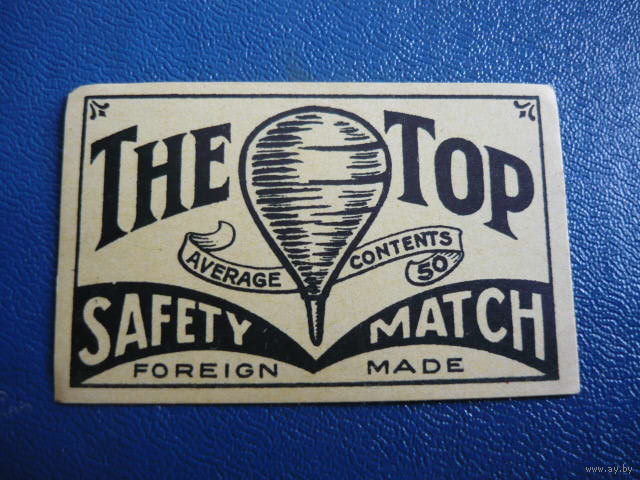 THE TOP
AVERAGE CONTENTS 50
SAFETY MATCH
FOREIGN MADE
www.ay.by